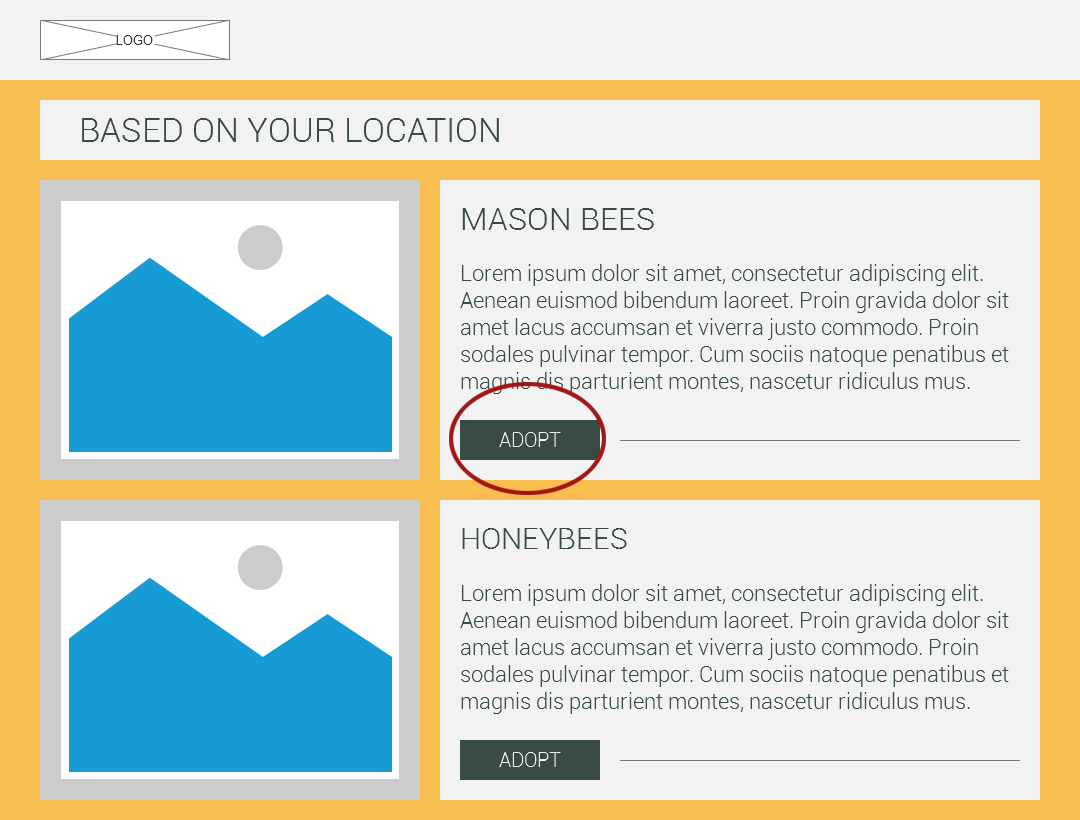 LOGO
BASED ON YOUR LOCATION
MASON BEES
Lorem ipsum dolor sit amet, consectetur adipiscing elit.
Aenean euismod bibendum laoreet. Proin gravida dolor sit
amet lacus accumsan et viverra justo commodo. Proin
sodales pulvinar tempor. Cum sociis natoque penatibus et
magnis dis parturient montes, nascetur ridiculus mus.
ADOPT
HONEYBEES
Lorem ipsum dolor sit amet, consectetur adipiscing elit.
Aenean euismod bibendum laoreet. Proin gravida dolor sit
amet lacus accumsan et viverra justo commodo. Proin
sodales pulvinar tempor. Cum sociis natoque penatibus et
magnis dis parturient montes, nascetur ridiculus mus.
ADOPT